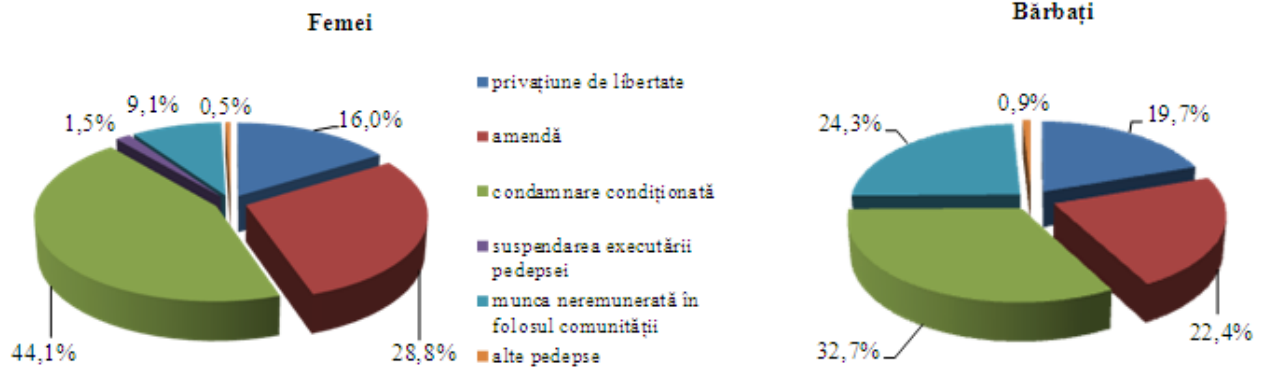 Femei
Bărbați
privațiune de libertate
amendă
condamnare condiționată
suspendarea executării
pedepsei
munca neremunerată în
folosul comunității
alte pedepse
1,5%
9,1%
0,5%
16,0%
44,1%
28,8%
24,3%
0,9%
19,7%
32,7%
22,4%